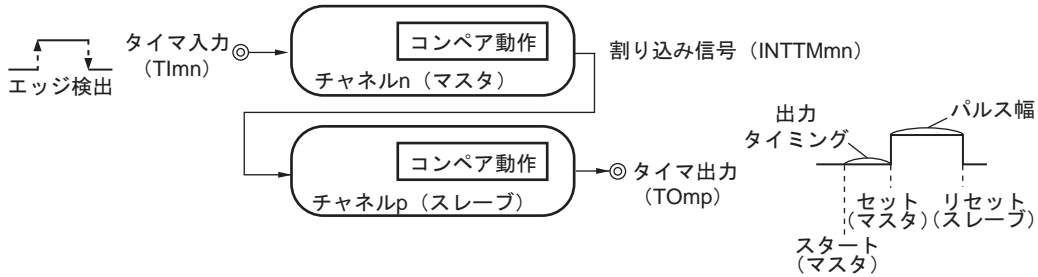 エッジ検出
タイマ入力
(TImn)
コンペア動作
チャネルn（マスタ）
割り込み信号（INTTMmn）
コンペア動作
チャネルp（スレーブ）
タイマ出力
(TOmp)
出力
タイミング
パルス幅
セット
（マスタ）
リセット
（スレーブ）
スタート
（マスタ）